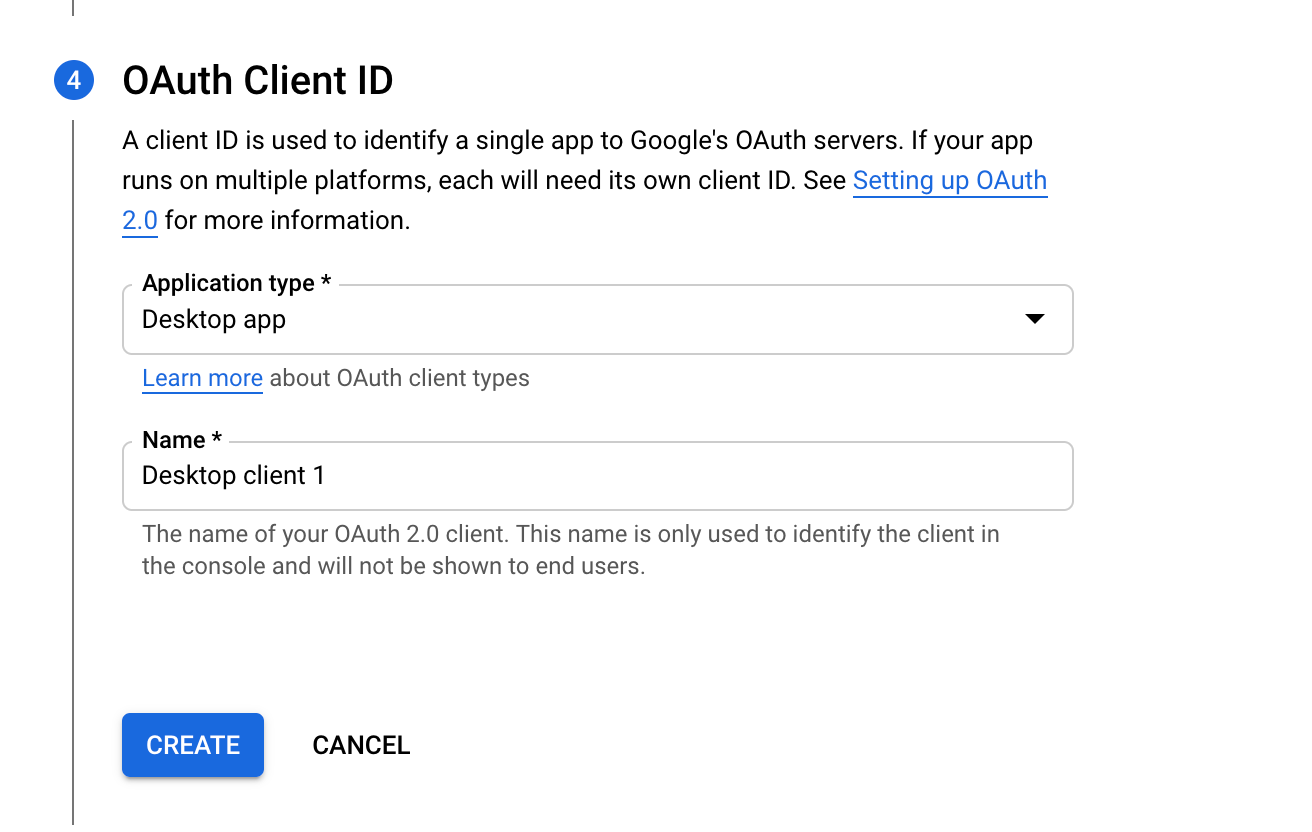 4 OAuth Client ID
A client ID is used to identify a single app to Google's OAuth servers. If your app
runs on multiple platforms, each will need its own client ID. See Setting up OAuth
2.0 for more information.
Application type *
Desktop app
Learn more about OAuth client types
Name *
Desktop client 1
The name of your OAuth 2.0 client. This name is only used to identify the client in
the console and will not be shown to end users.
CREATE CANCEL